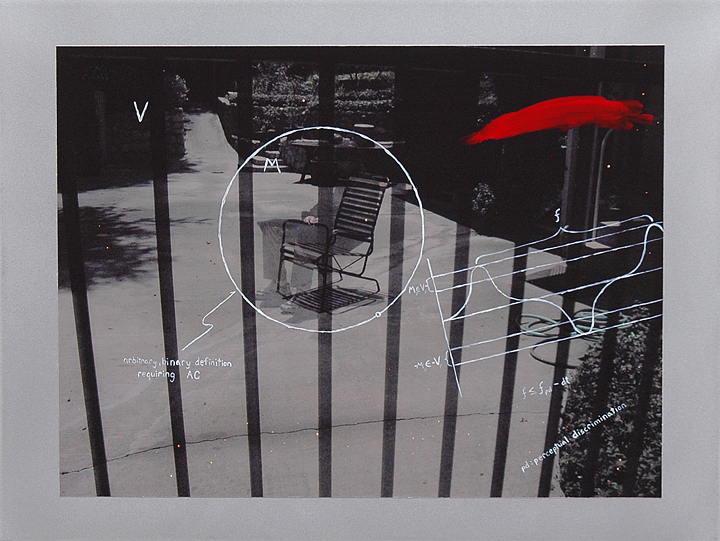 V
M
f
arbitrary, binary definition
requiring AC
pd: perceptual discrimination